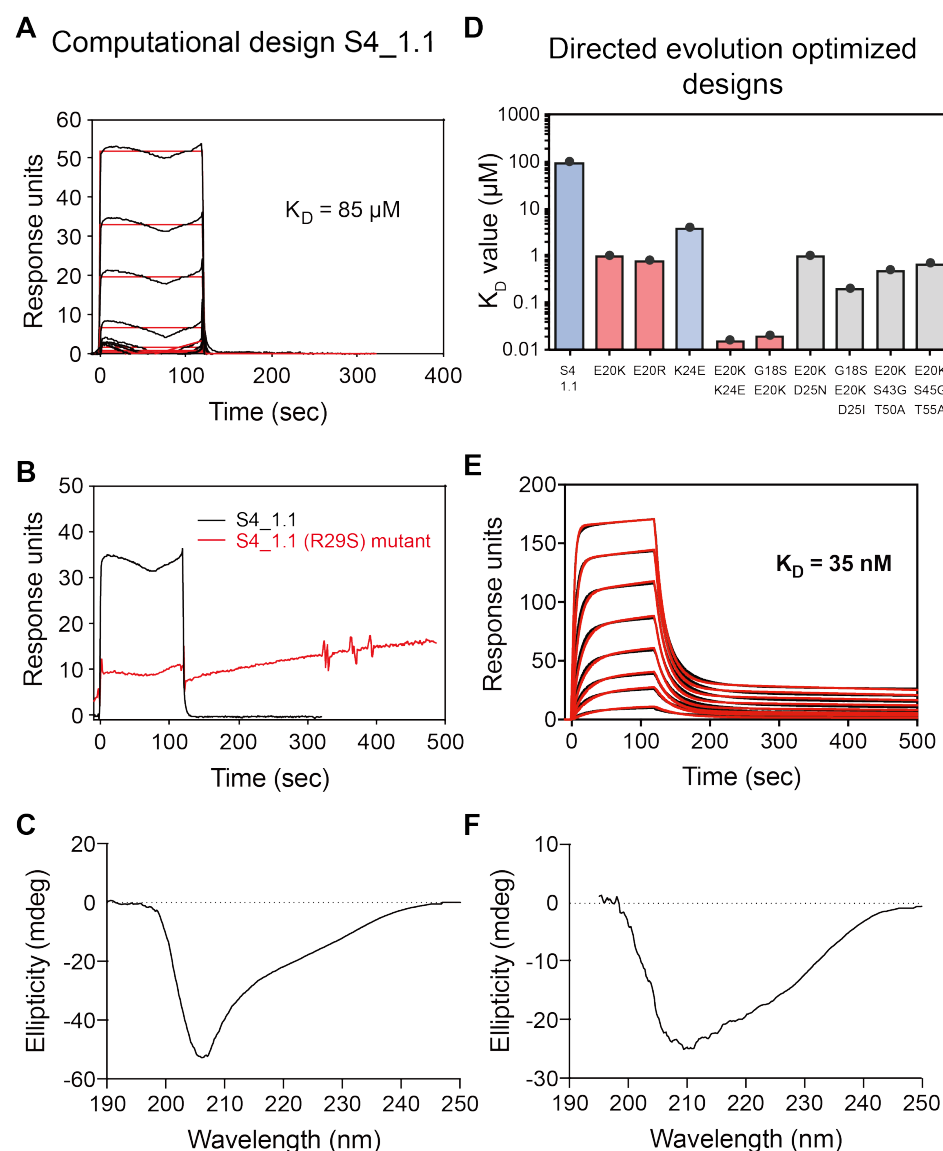 A
Computational design S4_1.1
60
50
40
30
20
10
0
Response units
K_D = 85 µM
0
100
200
300
400
Time (sec)
B
50
40
30
20
10
0
Response units
S4_1.1
S4_1.1 (R29S) mutant
0
100
200
300
400
500
Time (sec)
C
20
0
-20
-40
-60
Ellipticity (mdeg)
190
200
210
220
230
240
250
Wavelength (nm)
D
Directed evolution optimized
designs
1000
100
10
1
0.1
0.01
K_D value (µM)
S4
1.1
E20K
E20R
K24E
E20K
K24E
G18S
E20K
E20K
D25N
G18S
E20K
D25I
E20K
S43G
T50A
E20K
S45G
T55A
E
200
150
100
50
0
Response units
K_D = 35 nM
0
100
200
300
400
500
Time (sec)
F
10
0
-10
-20
-30
Ellipticity (mdeg)
190
200
210
220
230
240
250
Wavelength (nm)